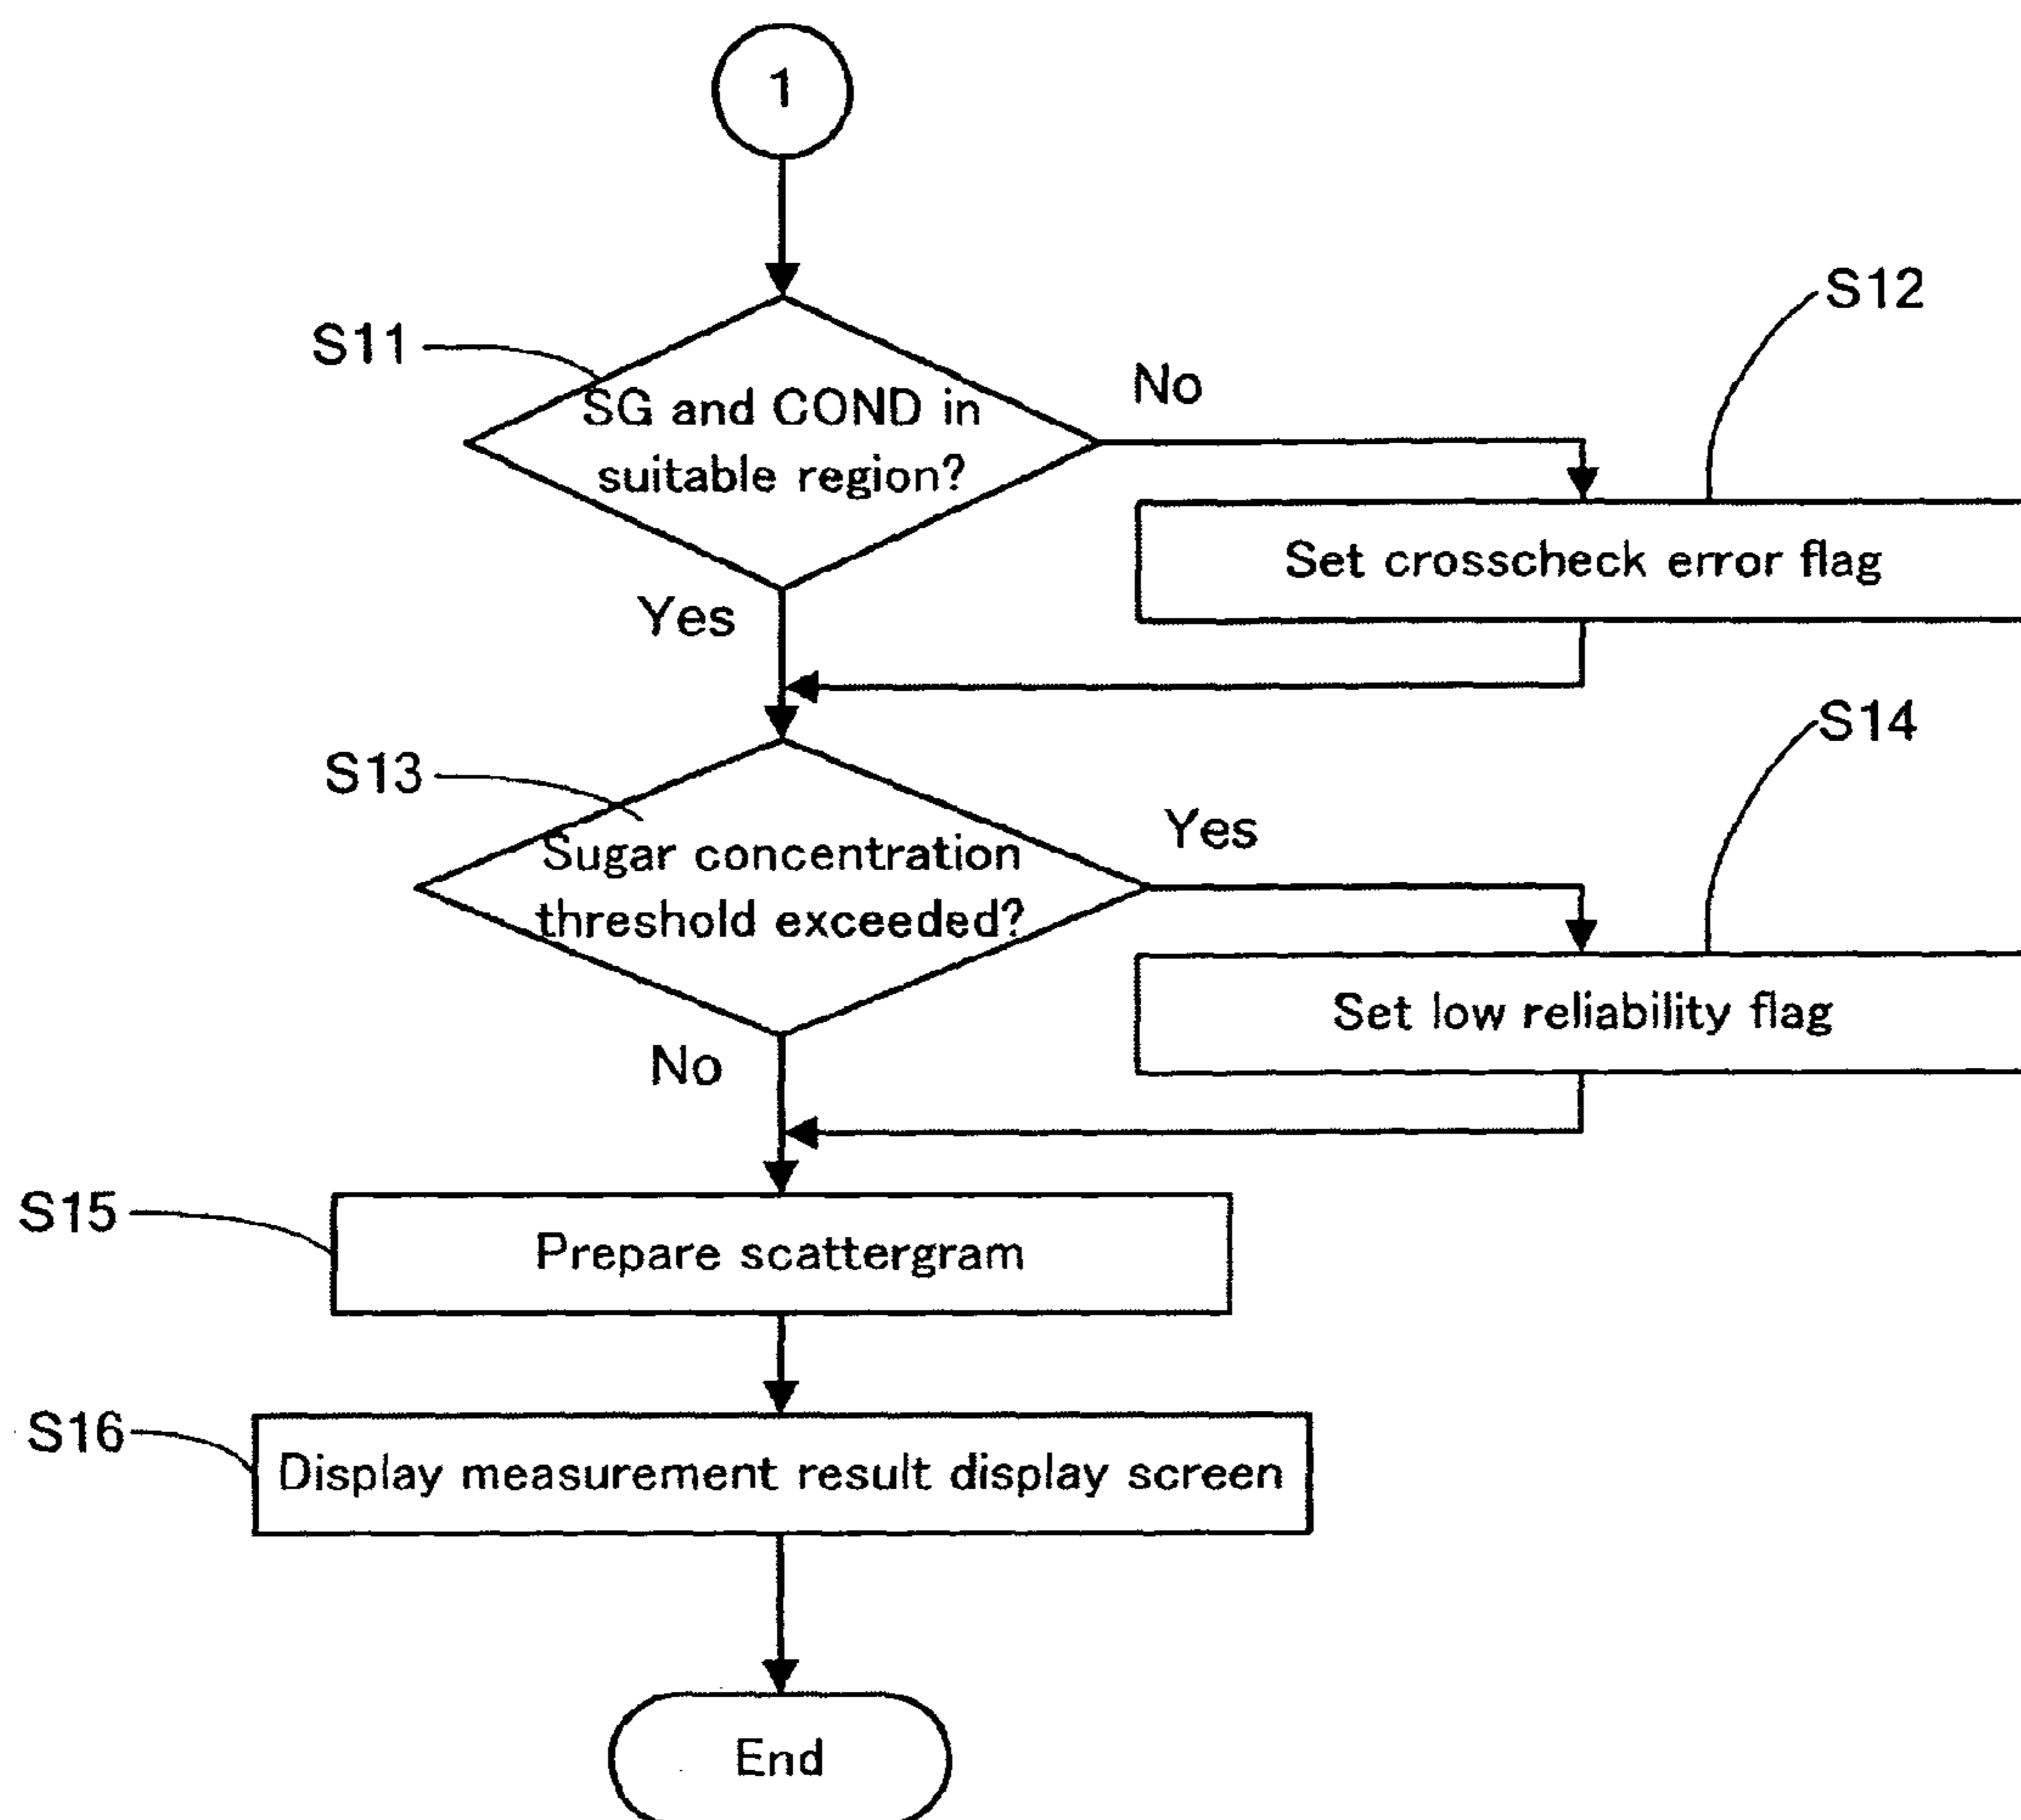 1
S11
SG and COND in
suitable region?
No
S12
Set crosscheck error flag
Yes
S13
Sugar concentration
threshold exceeded?
Yes
S14
Set low reliability flag
No
S15
Prepare scattergram
S16
Display measurement result display screen
End